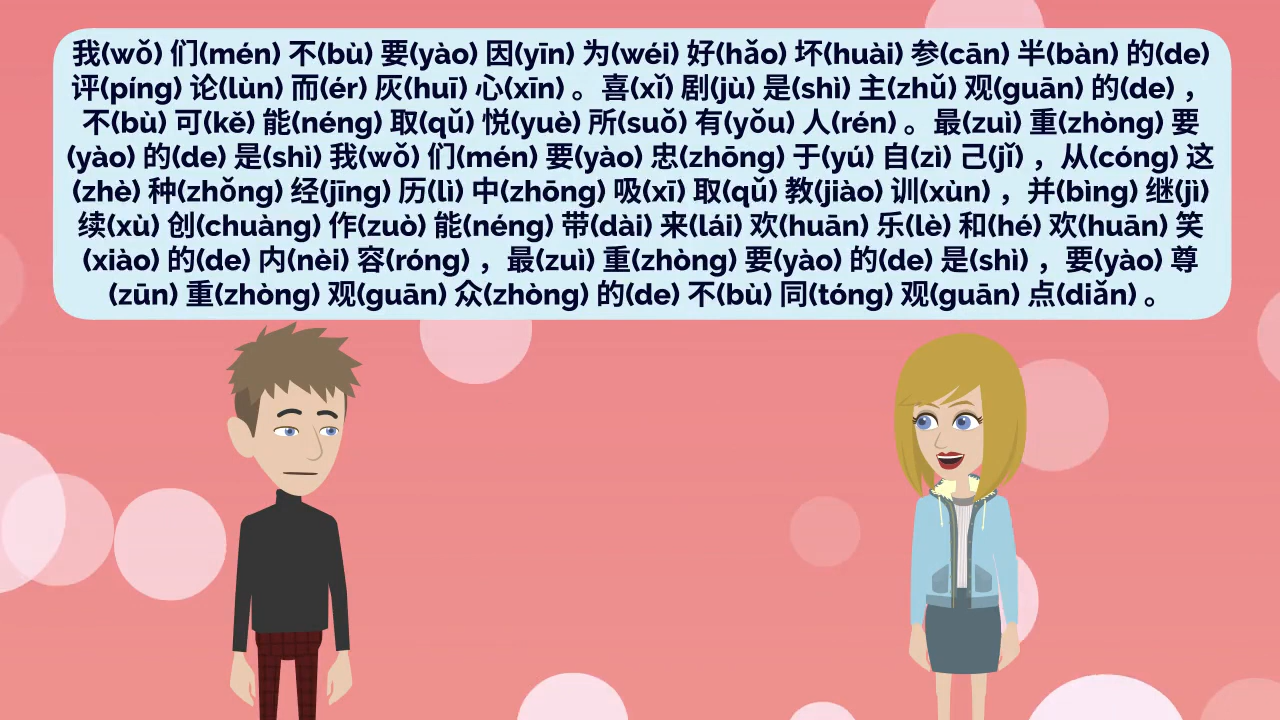 我(wǒ) 们(mén) 不(bù) 要(yào) 因(yīn) 为(wéi) 好(hǎo) 坏(huài) 参(cān) 半(bàn) 的(de)
评(píng) 论(lùn) 而(ér) 灰(huī) 心(xīn) 。喜(xǐ) 剧(jù) 是(shì) 主(zhǔ) 观(guān) 的(de) ，
不(bù) 可(kě) 能(néng) 取(qǔ) 悦(yuè) 所(suǒ) 有(yǒu) 人(rén) 。最(zuì) 重(zhòng) 要
(yào) 的(de) 是(shì) 我(wǒ) 们(mén) 要(yào) 忠(zhōng) 于(yú) 自(zì) 己(jǐ) ，从(cóng) 这
(zhè) 种(zhǒng) 经(jīng) 历(lì) 中(zhōng) 吸(xī) 取(qǔ) 教(jiào) 训(xùn) ，并(bìng) 继(jì)
续(xù) 创(chuàng) 作(zuò) 能(néng) 带(dài) 来(lái) 欢(huān) 乐(lè) 和(hé) 欢(huān) 笑
(xiào) 的(de) 内(nèi) 容(róng) ，最(zuì) 重(zhòng) 要(yào) 的(de) 是(shì) ，要(yào) 尊
(zūn) 重(zhòng) 观(guān) 众(zhòng) 的(de) 不(bù) 同(tóng) 观(guān) 点(diǎn) 。